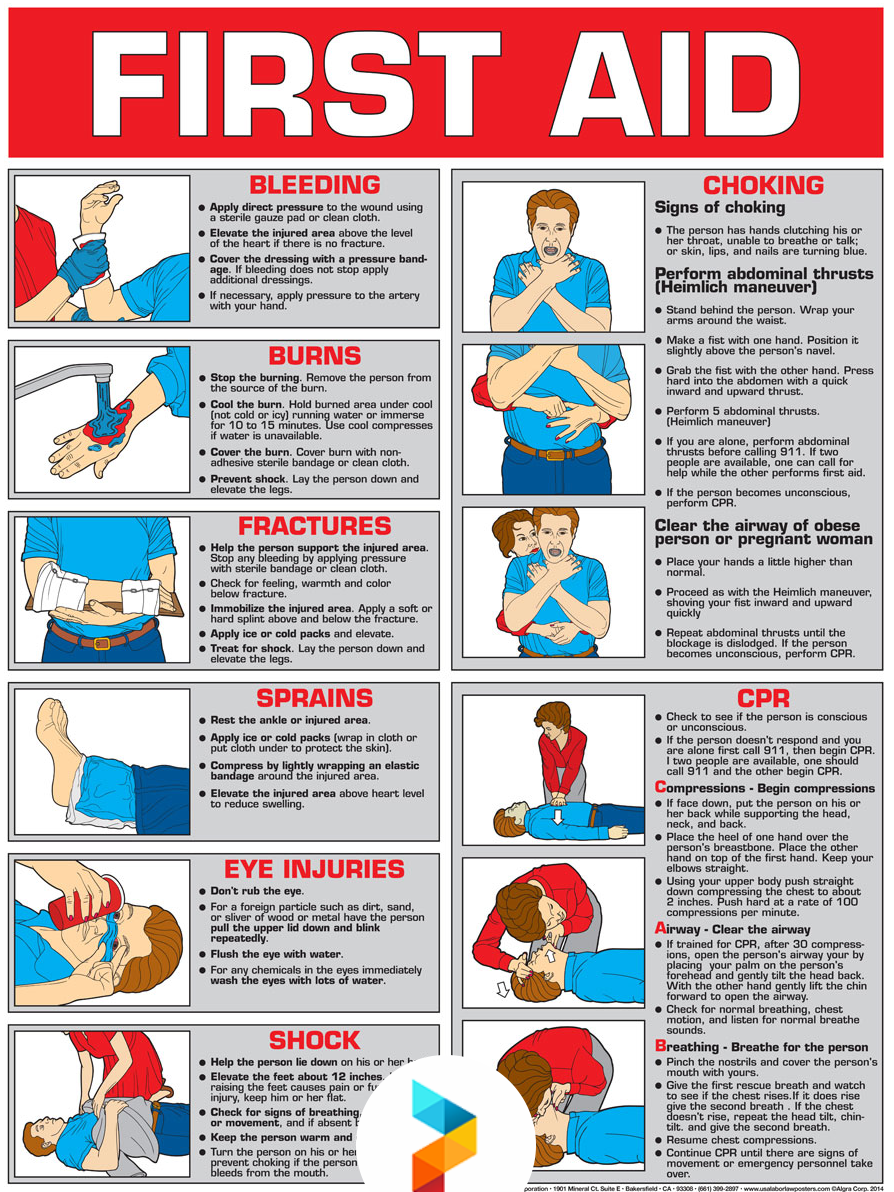 FIRST AID
BLEEDING
● Apply direct pressure to the wound using
a sterile gauze pad or clean cloth.
● Elevate the injured area above the level
of the heart if there is no fracture.
● Cover the dressing with a pressure band-
age. If bleeding does not stop apply
additional dressings.
● If necessary, apply pressure to the artery
with your hand.
BURNS
● Stop the burning. Remove the person from
the source of the burn.
● Cool the burn. Hold burned area under cool
(not cold or icy) running water or immerse
for 10 to 15 minutes. Use cool compresses
if water is unavailable.
● Cover the burn. Cover burn with non-
adhesive sterile bandage or clean cloth.
● Prevent shock. Lay the person down and
elevate the legs.
FRACTURES
● Help the person support the injured area.
Stop any bleeding by applying pressure
with sterile bandage or clean cloth.
● Check for feeling, warmth and color
below fracture.
● Immobilize the injured area. Apply a soft or
hard splint above and below the fracture.
● Apply ice or cold packs and elevate.
● Treat for shock. Lay the person down and
elevate the legs.
SPRAINS
● Rest the ankle or injured area.
● Apply ice or cold packs (wrap in cloth or
put cloth under to protect the skin).
● Compress by lightly wrapping an elastic
bandage around the injured area.
● Elevate the injured area above heart level
to reduce swelling.
EYE INJURIES
● Don't rub the eye.
● For a foreign particle such as dirt, sand,
or sliver of wood or metal have the person
pull the upper lid down and blink
repeatedly.
● Flush the eye with water.
● For any chemicals in the eyes immediately
wash the eyes with lots of water.
SHOCK
● Help the person lie down on his or her
● Elevate the feet about 12 inches.
raising the feet causes pain or
injury, keep him or her flat.
● Check for signs of breathing,
or movement, and if absent
● Keep the person warm and
● Turn the person on his or her
prevent choking if the person
bleeds from the mouth.
CHOKING
Signs of choking
● The person has hands clutching his or
her throat, unable to breathe or talk;
or skin, lips, and nails are turning blue.
Perform abdominal thrusts
(Heimlich maneuver)
● Stand behind the person. Wrap your
arms around the waist.
● Make a fist with one hand. Position it
slightly above the person's navel.
● Grab the fist with the other hand. Press
hard into the abdomen with a quick
inward and upward thrust.
● Perform 5 abdominal thrusts.
(Heimlich maneuver)
● If you are alone, perform abdominal
thrusts before calling 911. If two
people are available, one can call for
help while the other performs first aid.
● If the person becomes unconscious,
perform CPR.
Clear the airway of obese
person or pregnant woman
● Place your hands a little higher than
normal.
● Proceed as with the Heimlich maneuver,
shoving your fist inward and upward
quickly
● Repeat abdominal thrusts until the
blockage is dislodged. If the person
becomes unconscious, perform CPR.
CPR
● Check to see if the person is conscious
or unconscious.
● If the person doesn't respond and you
are alone first call 911, then begin CPR.
I two people are available, one should
call 911 and the other begin CPR.
Compressions - Begin compressions
● If face down, put the person on his or
her back while supporting the head,
neck, and back.
● Place the heel of one hand over the
person's breastbone. Place the other
hand on top of the first hand. Keep your
elbows straight.
● Using your upper body push straight
down compressing the chest to about
2 inches. Push hard at a rate of 100
compressions per minute.
Airway - Clear the airway
● If trained for CPR, after 30 compress-
ions, open the person's airway your by
placing your palm on the person's
forehead and gently tilt the head back.
With the other hand gently lift the chin
forward to open the airway.
● Check for normal breathing, chest
motion, and listen for normal breathe
sounds.
Breathing - Breathe for the person
● Pinch the nostrils and cover the person's
mouth with yours.
● Give the first rescue breath and watch
to see if the chest rises.If it does rise
give the second breath . If the chest
doesn't rise, repeat the head tilt, chin-
tilt. and give the second breath.
● Resume chest compressions.
● Continue CPR until there are signs of
movement or emergency personnel take
over.
poration • 1901 Mineral Ct. Suite E • Bakersfield • CA • 93308 • (661) 399-2897 • www.usalaborlawposters.com ©Algra Corp. 2014